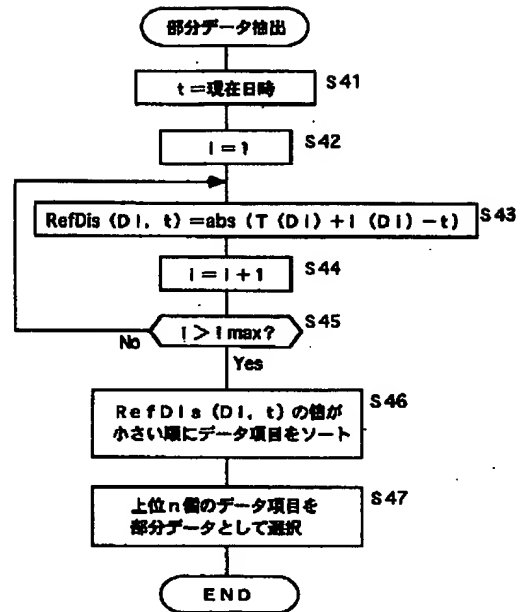 部分データ抽出
t=現在日時 S41
i=1 S42
RefDis (Di, t) =abs (T (Di) +I (Di) -t) S43
i=i+1 S44
i>imax? S45
No
Yes
RefDis (Di, t) の値が S46
小さい順にデータ項目をソート
上位n個のデータ項目を S47
部分データとして選択
END